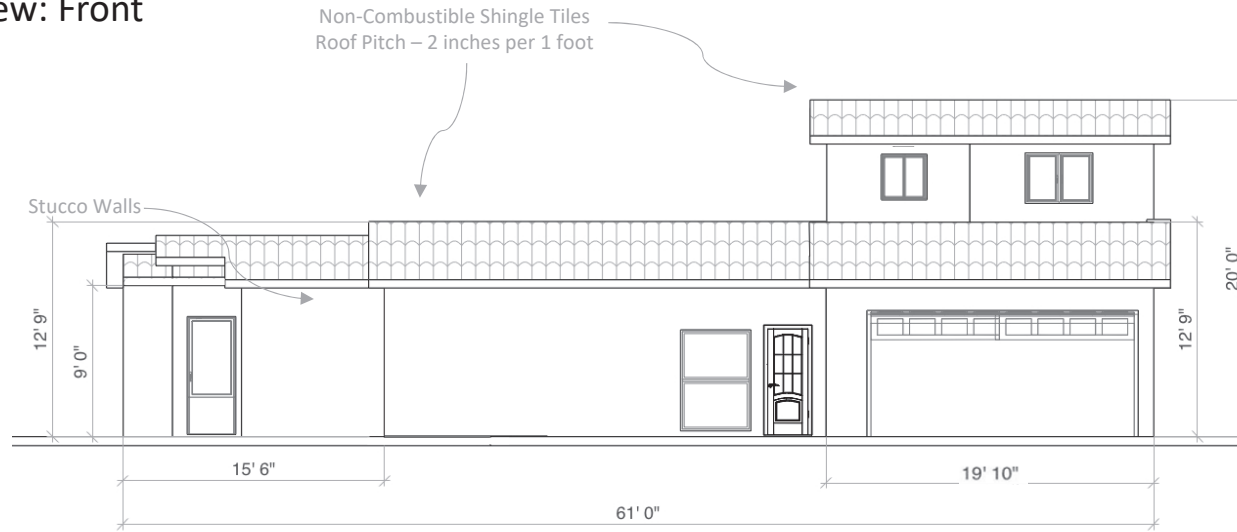 ew: Front
Non-Combustible Shingle Tiles
Roof Pitch – 2 inches per 1 foot
Stucco Walls
12' 9"
9' 0"
12' 9"
20' 0"
15' 6"
19' 10"
61' 0"